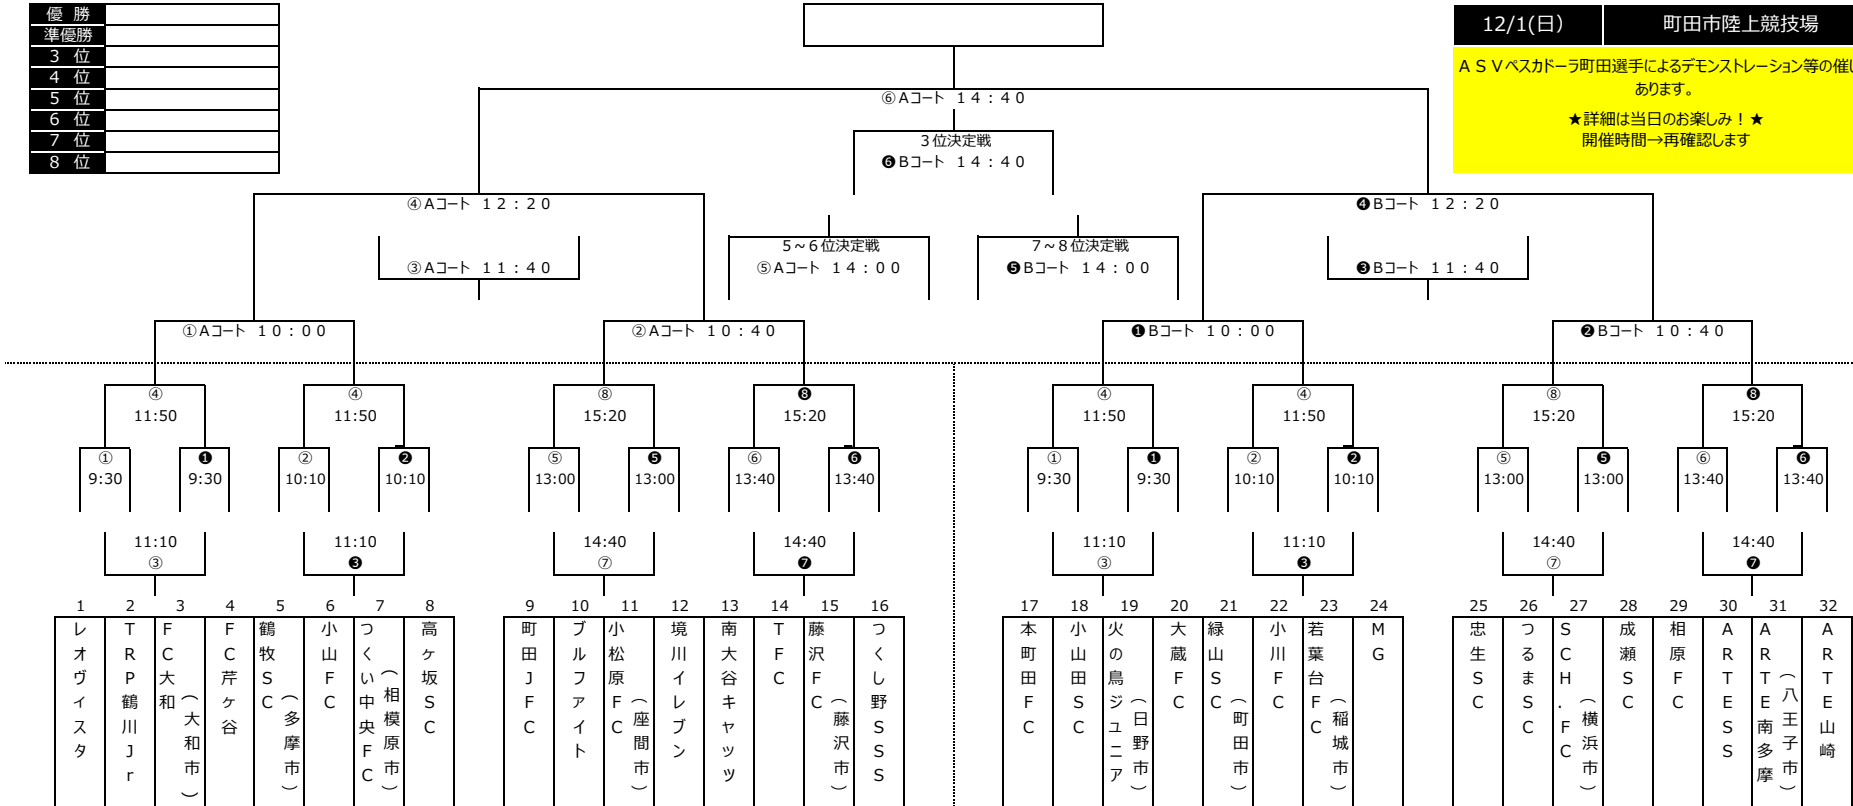 優 勝
準優勝
3 位
4 位
5 位
6 位
7 位
8 位
12/1(日) 町田市陸上競技場
ASVペスカドーラ町田選手によるデモンストレーション等の催し
あります。
★詳細は当日のお楽しみ！★
開催時間→再確認します
⑥Aコート 14：40
3位決定戦
❻Bコート 14：40
④Aコート 12：20
❹Bコート 12：20
5~6位決定戦
7~8位決定戦
③Aコート 11：40
⑤Aコート 14：00
❺Bコート 14：00
❸Bコート 11：40
①Aコート 10：00
②Aコート 10：40
❶Bコート 10：00
❷Bコート 10：40
④ ④ ⑧ ❽ ④ ④ ⑧ ❽
11:50 11:50 15:20 15:20 11:50 11:50 15:20 15:20
① ❶ ② ❷ ⑤ ❺ ⑥ ❻ ① ❶ ② ❷ ⑤ ❺ ⑥ ❻
9:30 9:30 10:10 10:10 13:00 13:00 13:40 13:40 9:30 9:30 10:10 10:10 13:00 13:00 13:40 13:40
11:10 11:10 14:40 14:40 11:10 11:10 14:40 14:40
③ ❸ ⑦ ❼ ③ ❸ ⑦ ❼
1 2 3 4 5 6 7 8 9 10 11 12 13 14 15 16 17 18 19 20 21 22 23 24 25 26 27 28 29 30 31 32
レオヴィスタ
TRP鶴川Jr
FC大和（大和市）
FC芹ヶ谷
鶴牧SC（多摩市）
小山FC
つくい中央FC（相模原市）
高ヶ坂SC
町田JFC
ブルファイト
小松原FC（座間市）
境川イレブン
南大谷キャッツ
TFC
藤沢FC（藤沢市）
つくし野SSS
本町田FC
小山田SC
火の鳥ジュニア（日野市）
大蔵FC
緑山SC（町田市）
小川FC
若葉台FC（稲城市）
MG
忠生SC
つるまSC
SCH.FC（横浜市）
成瀬SC
相原FC
ARTESS
ARTE南多摩（八王子市）
ARTE山崎